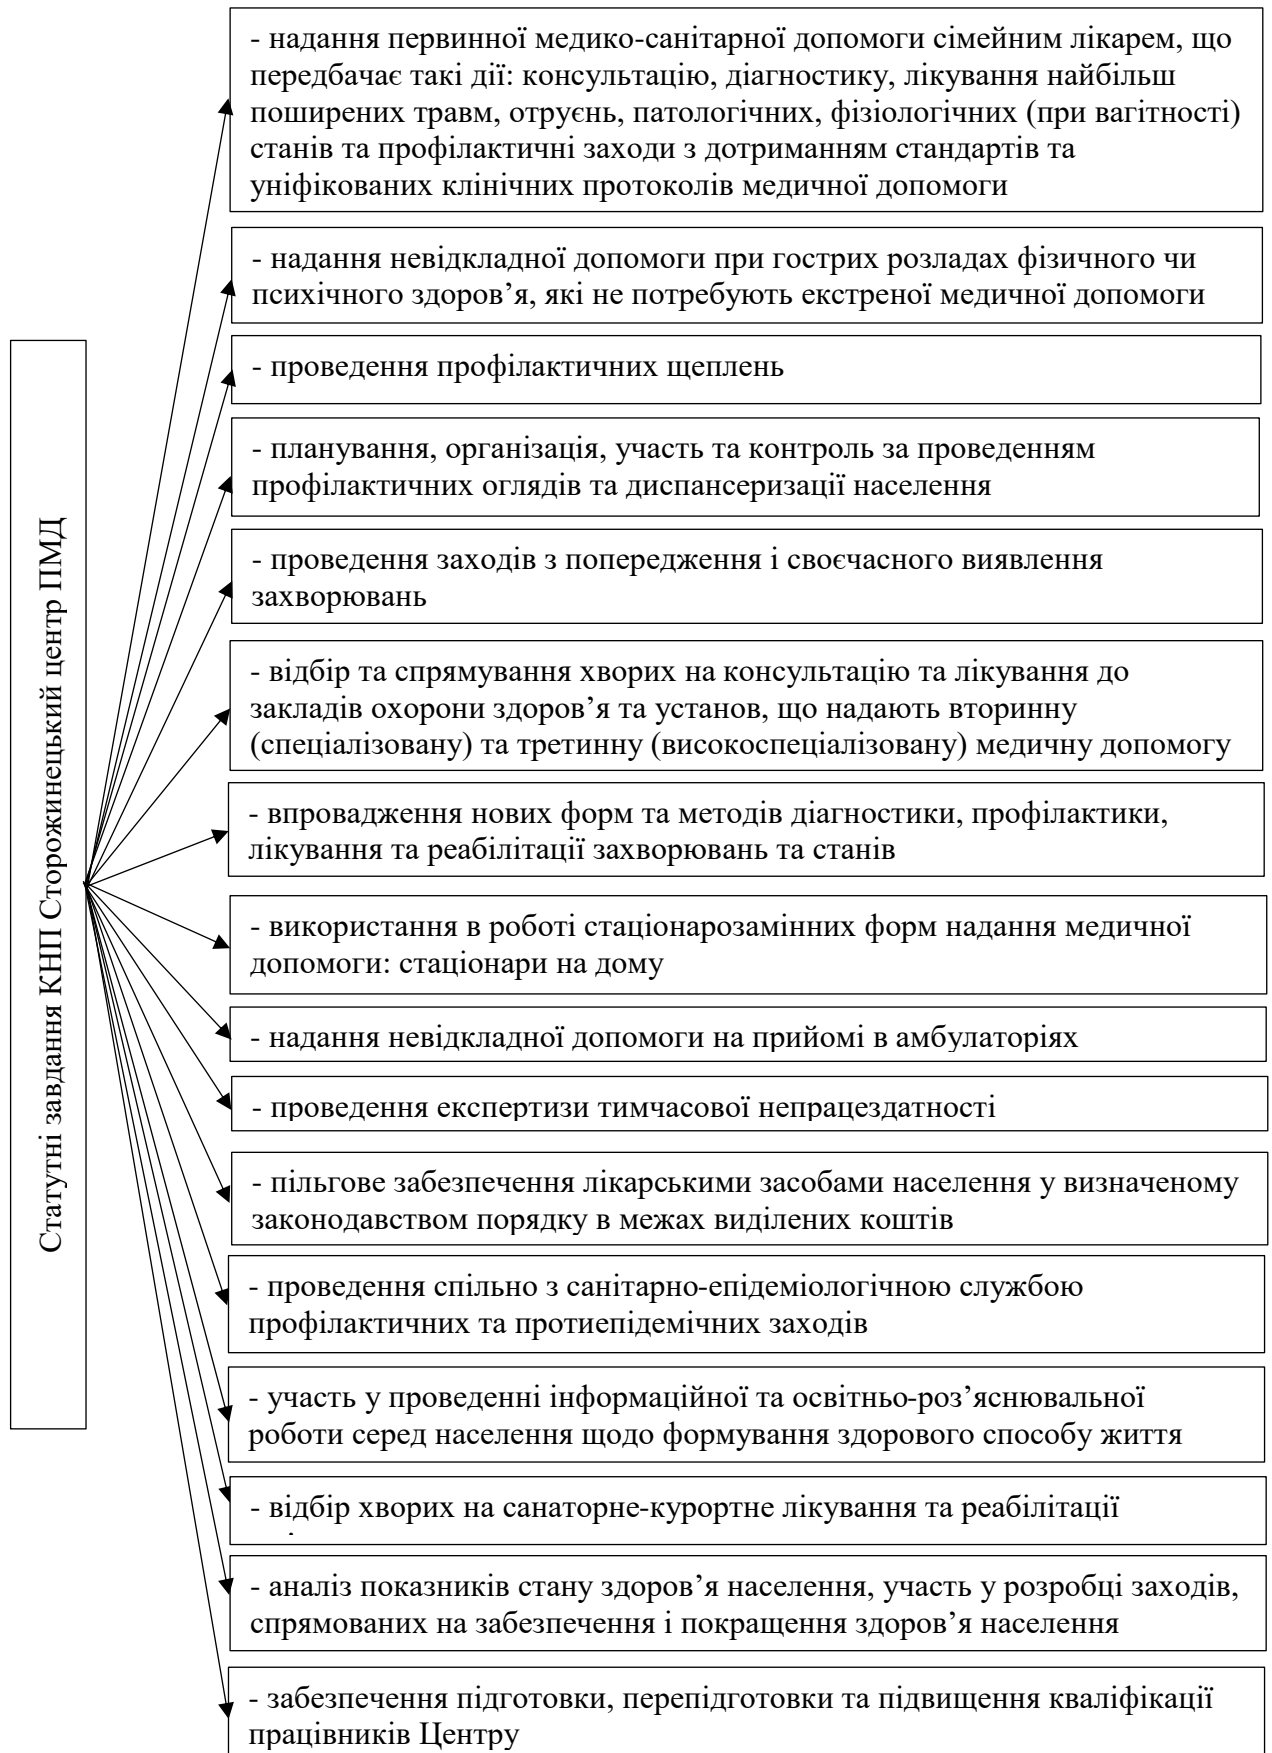 - надання первинної медико-санітарної допомоги сімейним лікарем, що
передбачає такі дії: консультацію, діагностику, лікування найбільш
поширених травм, отруєнь, патологічних, фізіологічних (при вагітності)
станів та профілактичні заходи з дотриманням стандартів та
уніфікованих клінічних протоколів медичної допомоги
- надання невідкладної допомоги при гострих розладах фізичного чи
психічного здоров’я, які не потребують екстреної медичної допомоги
- проведення профілактичних щеплень
- планування, організація, участь та контроль за проведенням
профілактичних оглядів та диспансеризації населення
- проведення заходів з попередження і своєчасного виявлення
захворювань
Статутні завдання КНП Сторожинецький центр ПМД
- відбір та спрямування хворих на консультацію та лікування до
закладів охорони здоров’я та установ, що надають вторинну
(спеціалізовану) та третинну (високоспеціалізовану) медичну допомогу
- впровадження нових форм та методів діагностики, профілактики,
лікування та реабілітації захворювань та станів
- використання в роботі стаціонарозамінних форм надання медичної
допомоги: стаціонари на дому
- надання невідкладної допомоги на прийомі в амбулаторіях
- проведення експертизи тимчасової непрацездатності
- пільгове забезпечення лікарськими засобами населення у визначеному
законодавством порядку в межах виділених коштів
- проведення спільно з санітарно-епідеміологічною службою
профілактичних та протиепідемічних заходів
- участь у проведенні інформаційної та освітньо-роз’яснювальної
роботи серед населення щодо формування здорового способу життя
- відбір хворих на санаторне-курортне лікування та реабілітації
- аналіз показників стану здоров’я населення, участь у розробці заходів,
спрямованих на забезпечення і покращення здоров’я населення
- забезпечення підготовки, перепідготовки та підвищення кваліфікації
працівників Центру